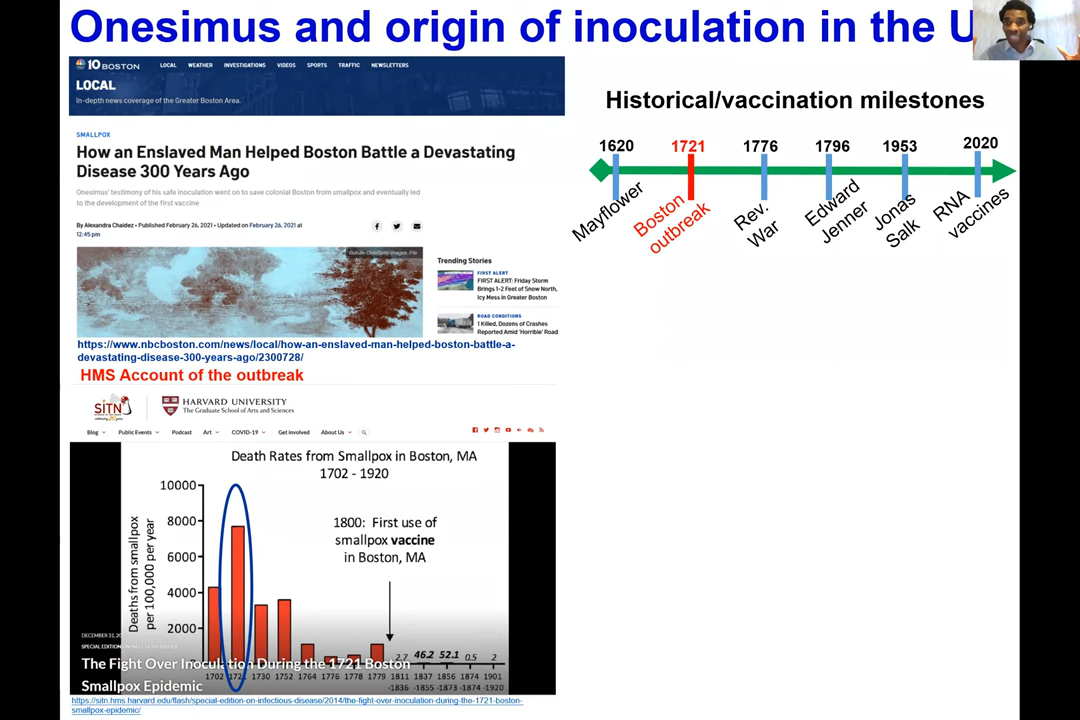 Onesimus and origin of inoculation in the U
10 BOSTON
LOCAL WEATHER INVESTIGATIONS VIDEOS SPORTS TRAFFIC NEWSLETTERS
LOCAL
In-depth news coverage of the Greater Boston Area.
SMALLPOX
How an Enslaved Man Helped Boston Battle a Devastating
Disease 300 Years Ago
Onesimus' testimony of his safe inoculation went on to save colonial Boston from smallpox and eventually led
to the development of the first vaccine
By Alexandra Chaidez • Published February 26, 2021 • Updated on February 26, 2021 at
12:45 pm
Trending Stories
FIRST ALERT
FIRST ALERT: Friday Storm
Brings 1-2 Feet of Snow North,
Icy Mess in Greater Boston
ROAD CONDITIONS
1 Killed, Dozens of Crashes
Reported Amid 'Horrible' Road
https://www.nbcboston.com/news/local/how-an-enslaved-man-helped-boston-battle-a-
devastating-disease-300-years-ago/2300728/
HMS Account of the outbreak
SITN
HARVARD UNIVERSITY
The Graduate School of Arts and Sciences
Blog Public Events Podcast Art COVID-19 Get involved About Us
Death Rates from Smallpox in Boston, MA
1702 - 1920
Deaths from smallpox
per 100,000 per year
10000
8000
6000
4000
2000
1800: First use of
smallpox vaccine
in Boston, MA
2.7 46.2 52.1 0.5 2
1702 1721 1730 1752 1764 1776 1778 1779 1811 1837 1856 1874 1901
-1836 -1855 -1873 -1874 -1920
DECEMBER 31, 20
The Fight Over Inoculation During the 1721 Boston
Smallpox Epidemic
https://sitn.hms.harvard.edu/flash/special-edition-on-infectious-disease/2014/the-fight-over-inoculation-during-the-1721-boston-
smallpox-epidemic/
Historical/vaccination milestones
1620 1721 1776 1796 1953 2020
Mayflower
Boston
outbreak
Rev.
War
Edward
Jenner
Jonas
Salk
RNA
vaccines